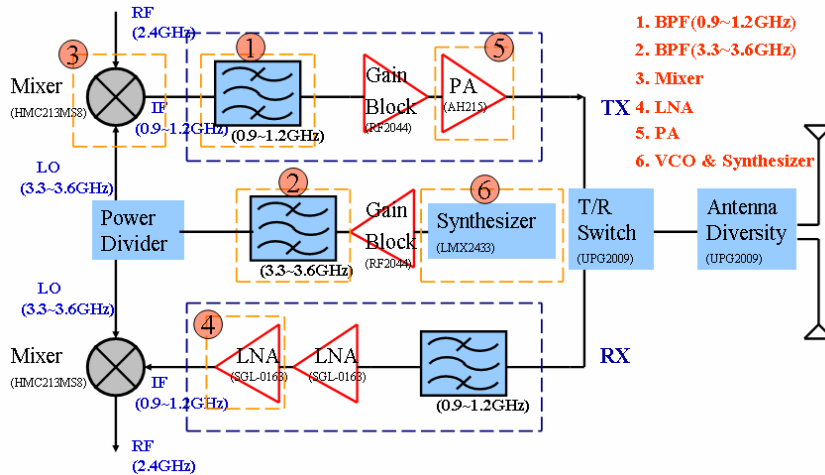 RF
(2.4GHz)
1. BPF(0.9~1.2GHz)
2. BPF(3.3~3.6GHz)
3. Mixer
4. LNA
5. PA
6. VCO & Synthesizer
3
1
5
Mixer
(HMC213MS8)
IF
(0.9~1.2GHz)
(0.9~1.2GHz)
Gain
Block
(RF2044)
PA
(AH215)
TX
LO
(3.3~3.6GHz)
2
6
Power
Divider
(3.3~3.6GHz)
Gain
Block
(RF2044)
Synthesizer
(LMX2433)
T/R
Switch
(UPG2009)
Antenna
Diversity
(UPG2009)
LO
(3.3~3.6GHz)
4
Mixer
(HMC213MS8)
IF
(0.9~1.2GHz)
LNA
(SGL-0163)
LNA
(SGL-0163)
(0.9~1.2GHz)
RX
RF
(2.4GHz)